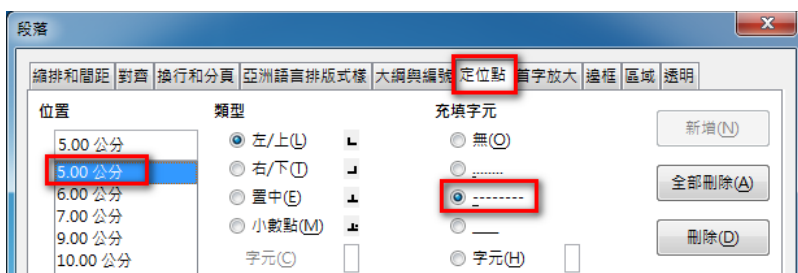 段落
縮排和間距 對齊 換行和分頁 亞洲語言排版式樣 大綱與編號 定位點 首字放大 邊框 區域 透明
位置 類型 充填字元
5.00 公分 左/上(L) 無(O) 新增(N)
5.00 公分 右/下(T) ........ 全部刪除(A)
6.00 公分 置中(E) --------
7.00 公分 小數點(M) ___ 刪除(D)
9.00 公分
10.00 公分 字元(C) 字元(H)